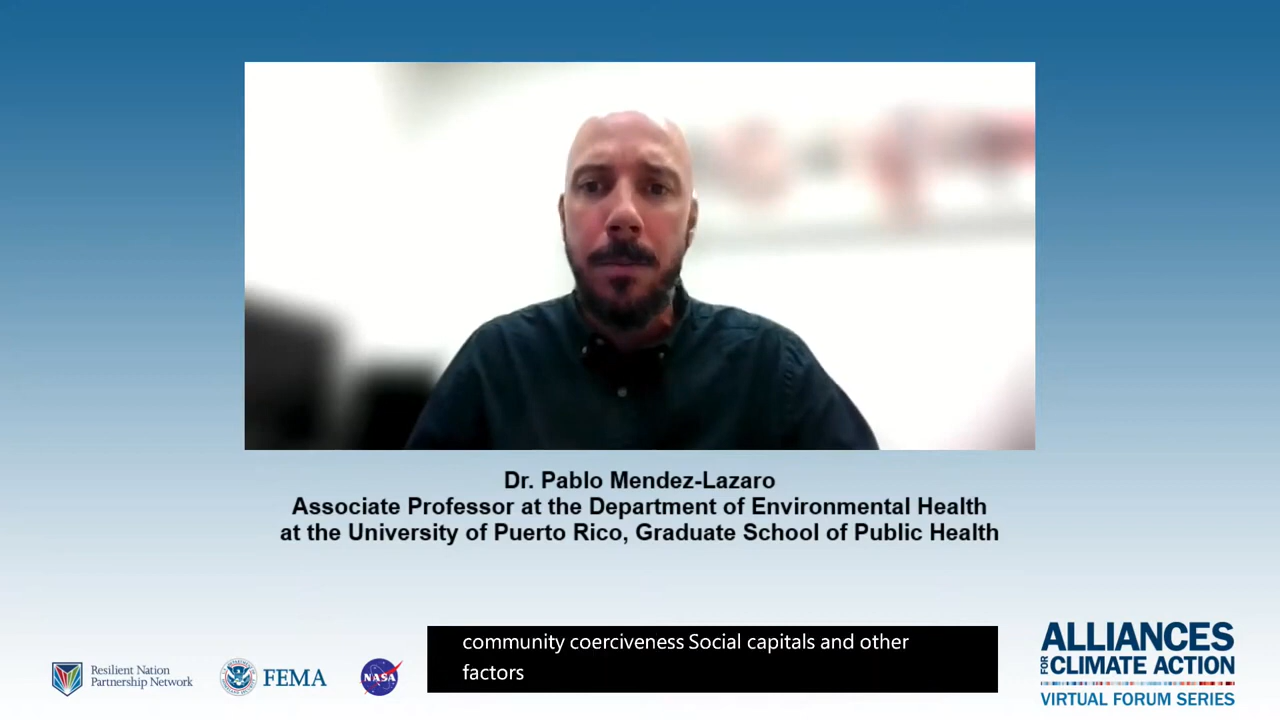 Dr. Pablo Mendez-Lazaro
Associate Professor at the Department of Environmental Health
at the University of Puerto Rico, Graduate School of Public Health
community coerciveness Social capitals and other
factors
Resilient Nation
Partnership Network
FEMA
NASA
ALLIANCES
FOR CLIMATE ACTION
VIRTUAL FORUM SERIES